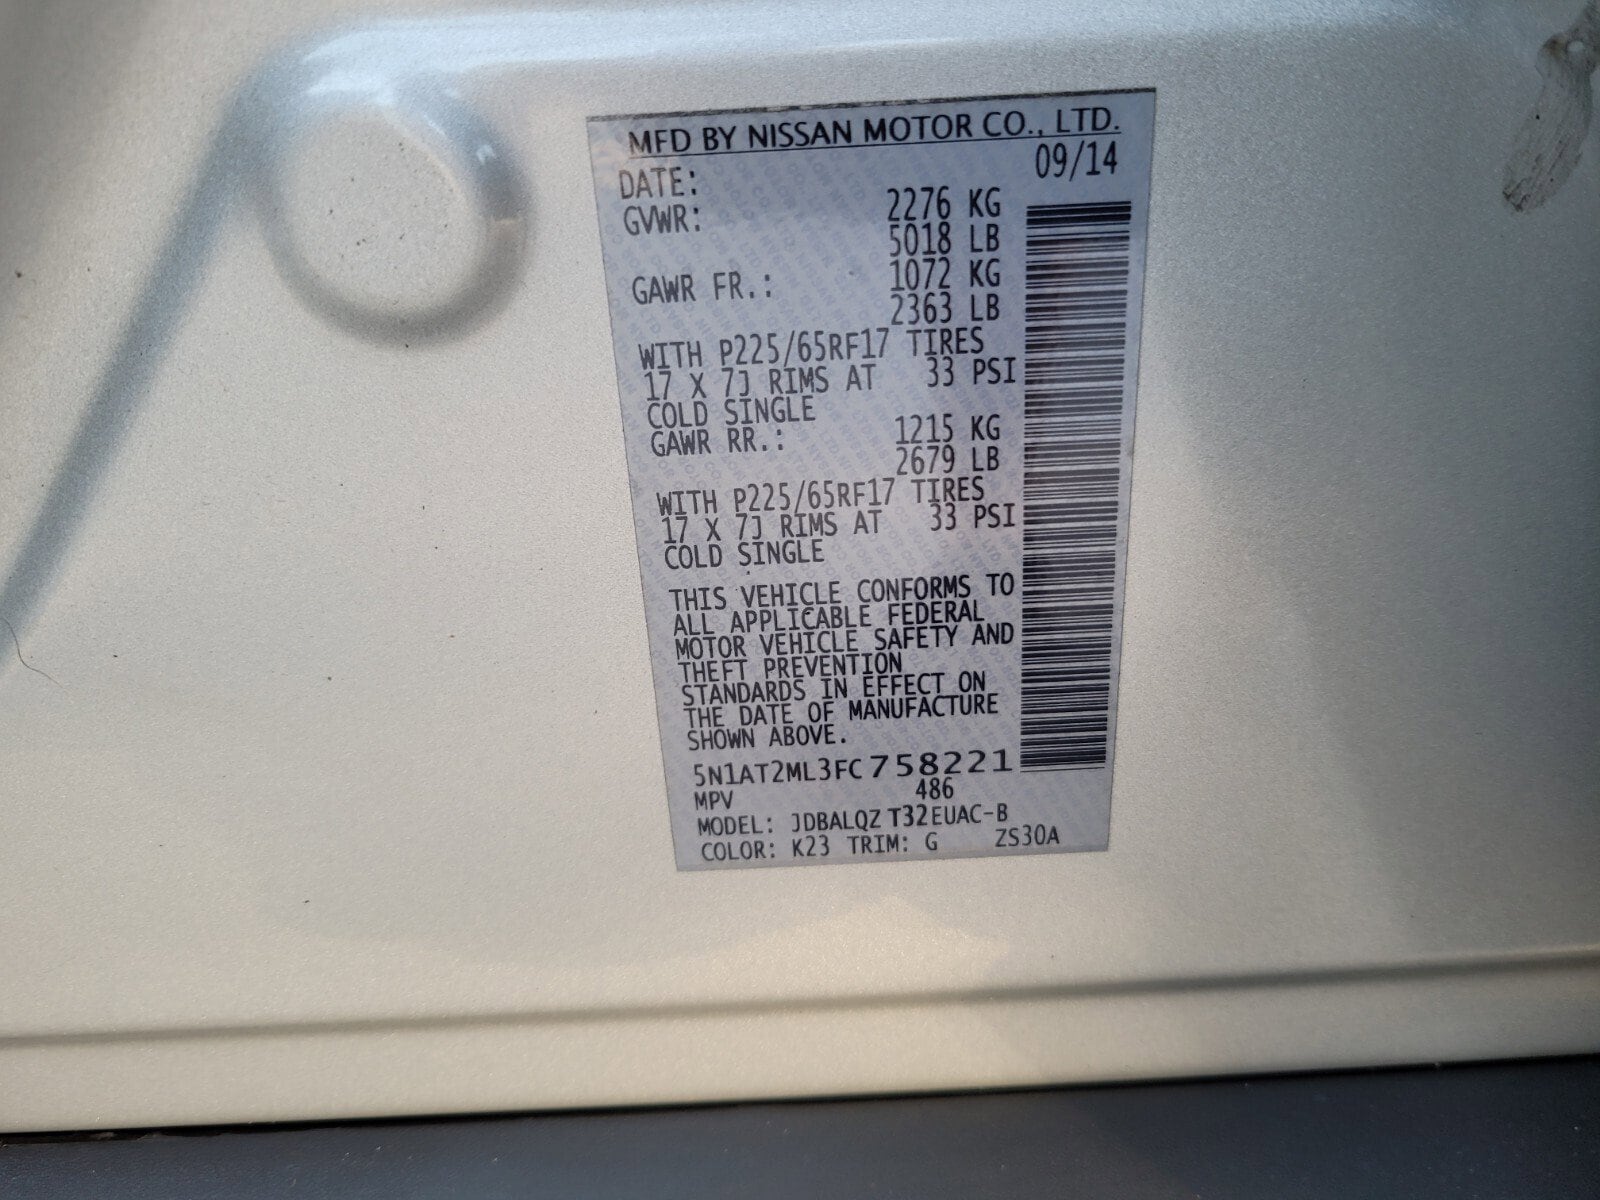 MFD BY NISSAN MOTOR CO., LTD.
DATE: 09/14
GVWR: 2276 KG
5018 LB
GAWR FR.: 1072 KG
2363 LB
WITH P225/65RF17 TIRES
17 X 7J RIMS AT 33 PSI
COLD SINGLE
GAWR RR.: 1215 KG
2679 LB
WITH P225/65RF17 TIRES
17 X 7J RIMS AT 33 PSI
COLD SINGLE
THIS VEHICLE CONFORMS TO
ALL APPLICABLE FEDERAL
MOTOR VEHICLE SAFETY AND
THEFT PREVENTION
STANDARDS IN EFFECT ON
THE DATE OF MANUFACTURE
SHOWN ABOVE.
5N1AT2ML3FC758221
MPV 486
MODEL: JDBALQZ T32EUAC-B
COLOR: K23 TRIM: G ZS30A